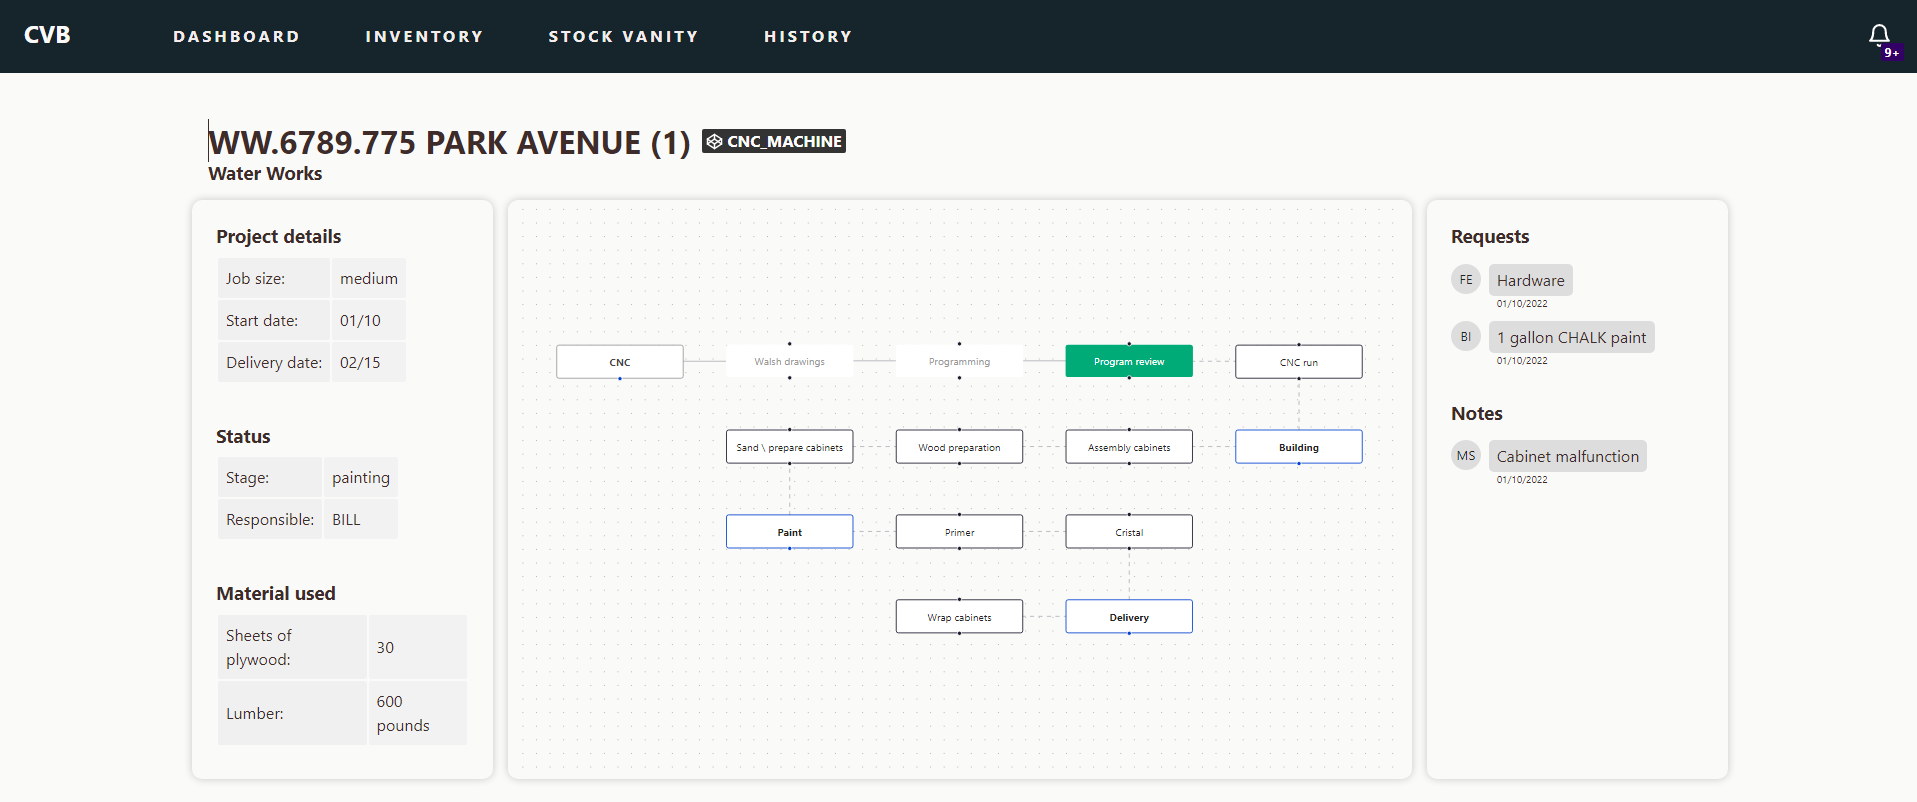 CVB
DASHBOARD
INVENTORY
STOCK VANITY
HISTORY
9+
WW.6789.775 PARK AVENUE (1)
CNC_MACHINE
Water Works
Project details
Job size: medium
Start date: 01/10
Delivery date: 02/15
Status
Stage: painting
Responsible: BILL
Material used
Sheets of
plywood:
30
Lumber:
600
pounds
CNC
Walsh drawings
Programming
Program review
CNC run
Sand \ prepare cabinets
Wood preparation
Assembly cabinets
Building
Paint
Primer
Cristal
Wrap cabinets
Delivery
Requests
FE
Hardware
01/10/2022
BI
1 gallon CHALK paint
01/10/2022
Notes
MS
Cabinet malfunction
01/10/2022